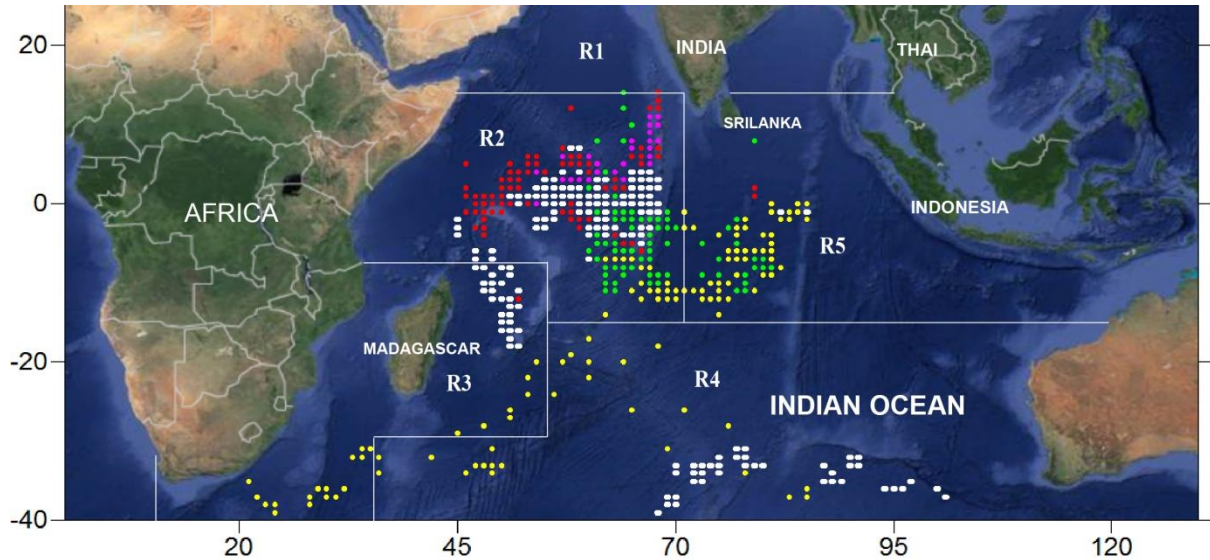 20
R1
INDIA
THAI
SRILANKA
R2
0
AFRICA
INDONESIA
R5
MADAGASCAR
-20
R3
R4
INDIAN OCEAN
-40
20
45
70
95
120